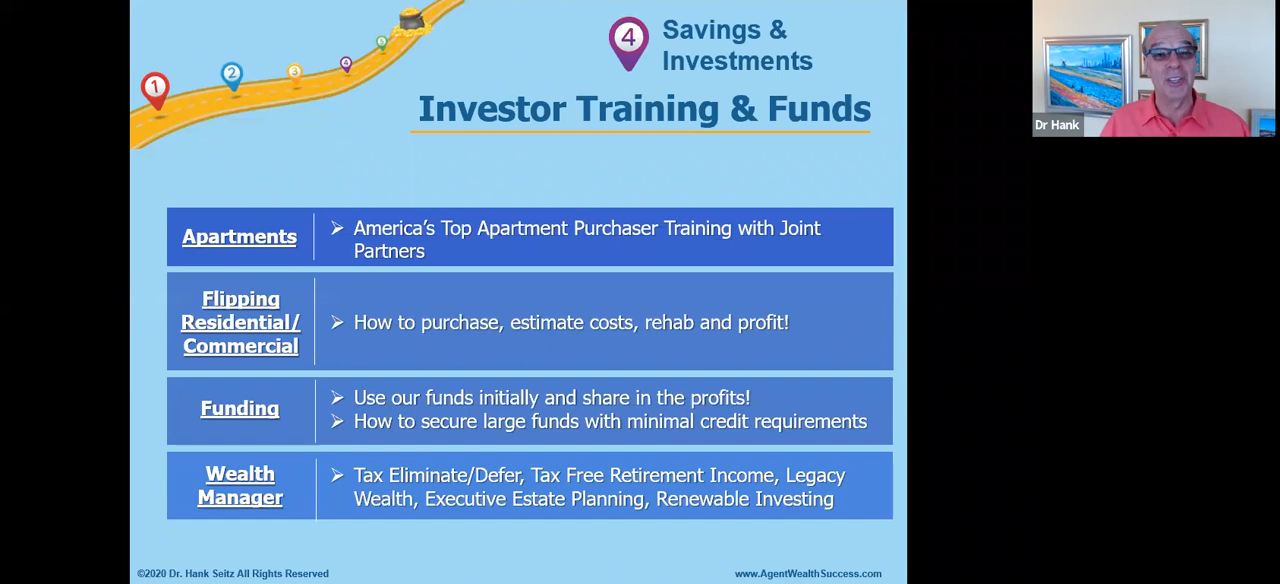 4
Savings &
Investments
1
2
3
4
5
Investor Training & Funds
Dr Hank
Apartments
➢ America’s Top Apartment Purchaser Training with Joint
Partners
Flipping
Residential/
Commercial
➢ How to purchase, estimate costs, rehab and profit!
Funding
➢ Use our funds initially and share in the profits!
➢ How to secure large funds with minimal credit requirements
Wealth
Manager
➢ Tax Eliminate/Defer, Tax Free Retirement Income, Legacy
Wealth, Executive Estate Planning, Renewable Investing
©2020 Dr. Hank Seitz All Rights Reserved
www.AgentWealthSuccess.com